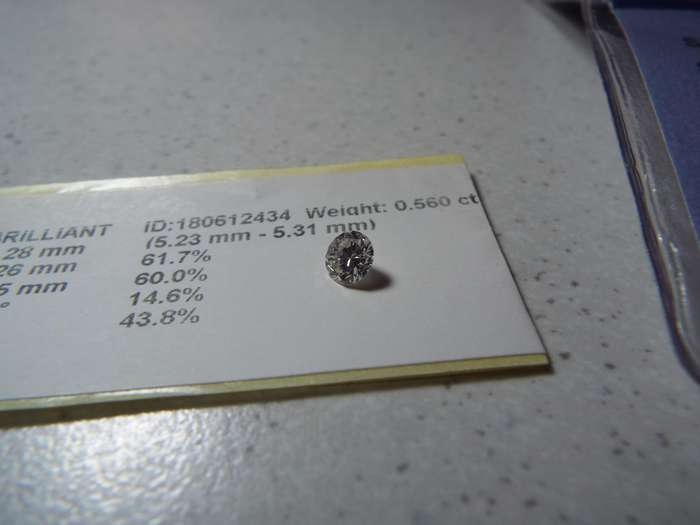 BRILLIANT ID:180612434 Weight: 0.560 ct
28 mm (5.23 mm - 5.31 mm)
26 mm 61.7%
5 mm 60.0%
° 14.6%
43.8%